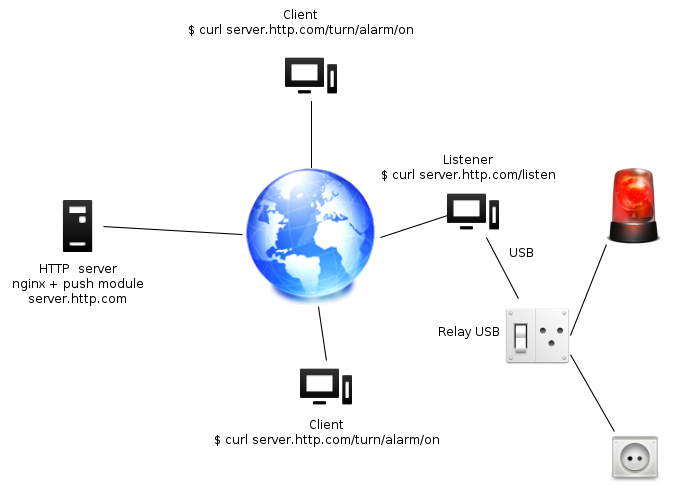 Client
$ curl server.http.com/turn/alarm/on
Listener
$ curl server.http.com/listen
USB
HTTP  server
nginx + push module
server.http.com
Relay USB
Client
$ curl server.http.com/turn/alarm/on